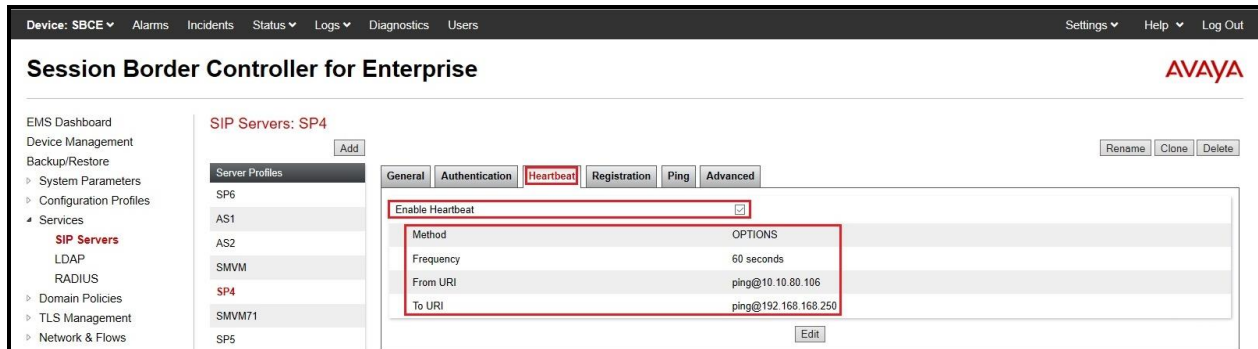 Device: SBCE Alarms Incidents Status Logs Diagnostics Users Settings Help Log Out
Session Border Controller for Enterprise
AVAYA
EMS Dashboard
Device Management
Backup/Restore
System Parameters
Configuration Profiles
Services
SIP Servers
LDAP
RADIUS
Domain Policies
TLS Management
Network & Flows
SIP Servers: SP4
Add
Rename Clone Delete
Server Profiles
SP6
AS1
AS2
SMVM
SP4
SMVM71
SP5
General Authentication Heartbeat Registration Ping Advanced
Enable Heartbeat
Method OPTIONS
Frequency 60 seconds
From URI ping@10.10.80.106
To URI ping@192.168.168.250
Edit